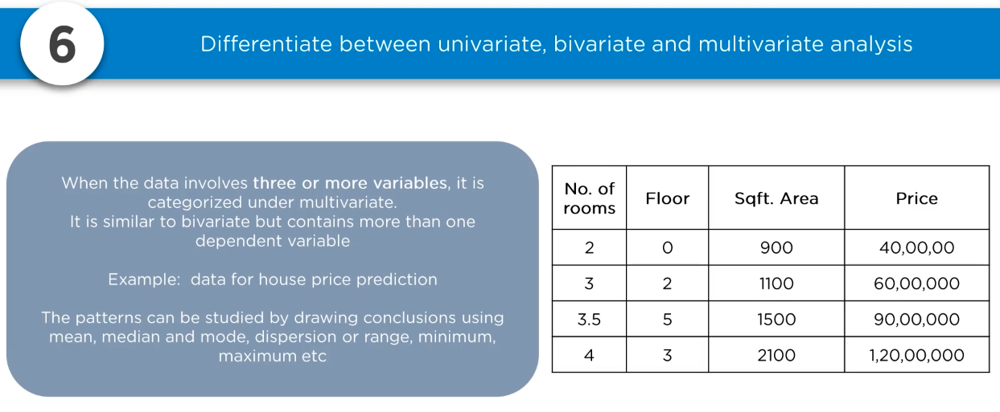 6
Differentiate between univariate, bivariate and multivariate analysis
When the data involves three or more variables, it is
categorized under multivariate.
It is similar to bivariate but contains more than one
dependent variable
Example: data for house price prediction
The patterns can be studied by drawing conclusions using
mean, median and mode, dispersion or range, minimum,
maximum etc
No. of
rooms
Floor
Sqft. Area
Price
2 0 900 40,00,00
3 2 1100 60,00,000
3.5 5 1500 90,00,000
4 3 2100 1,20,00,000